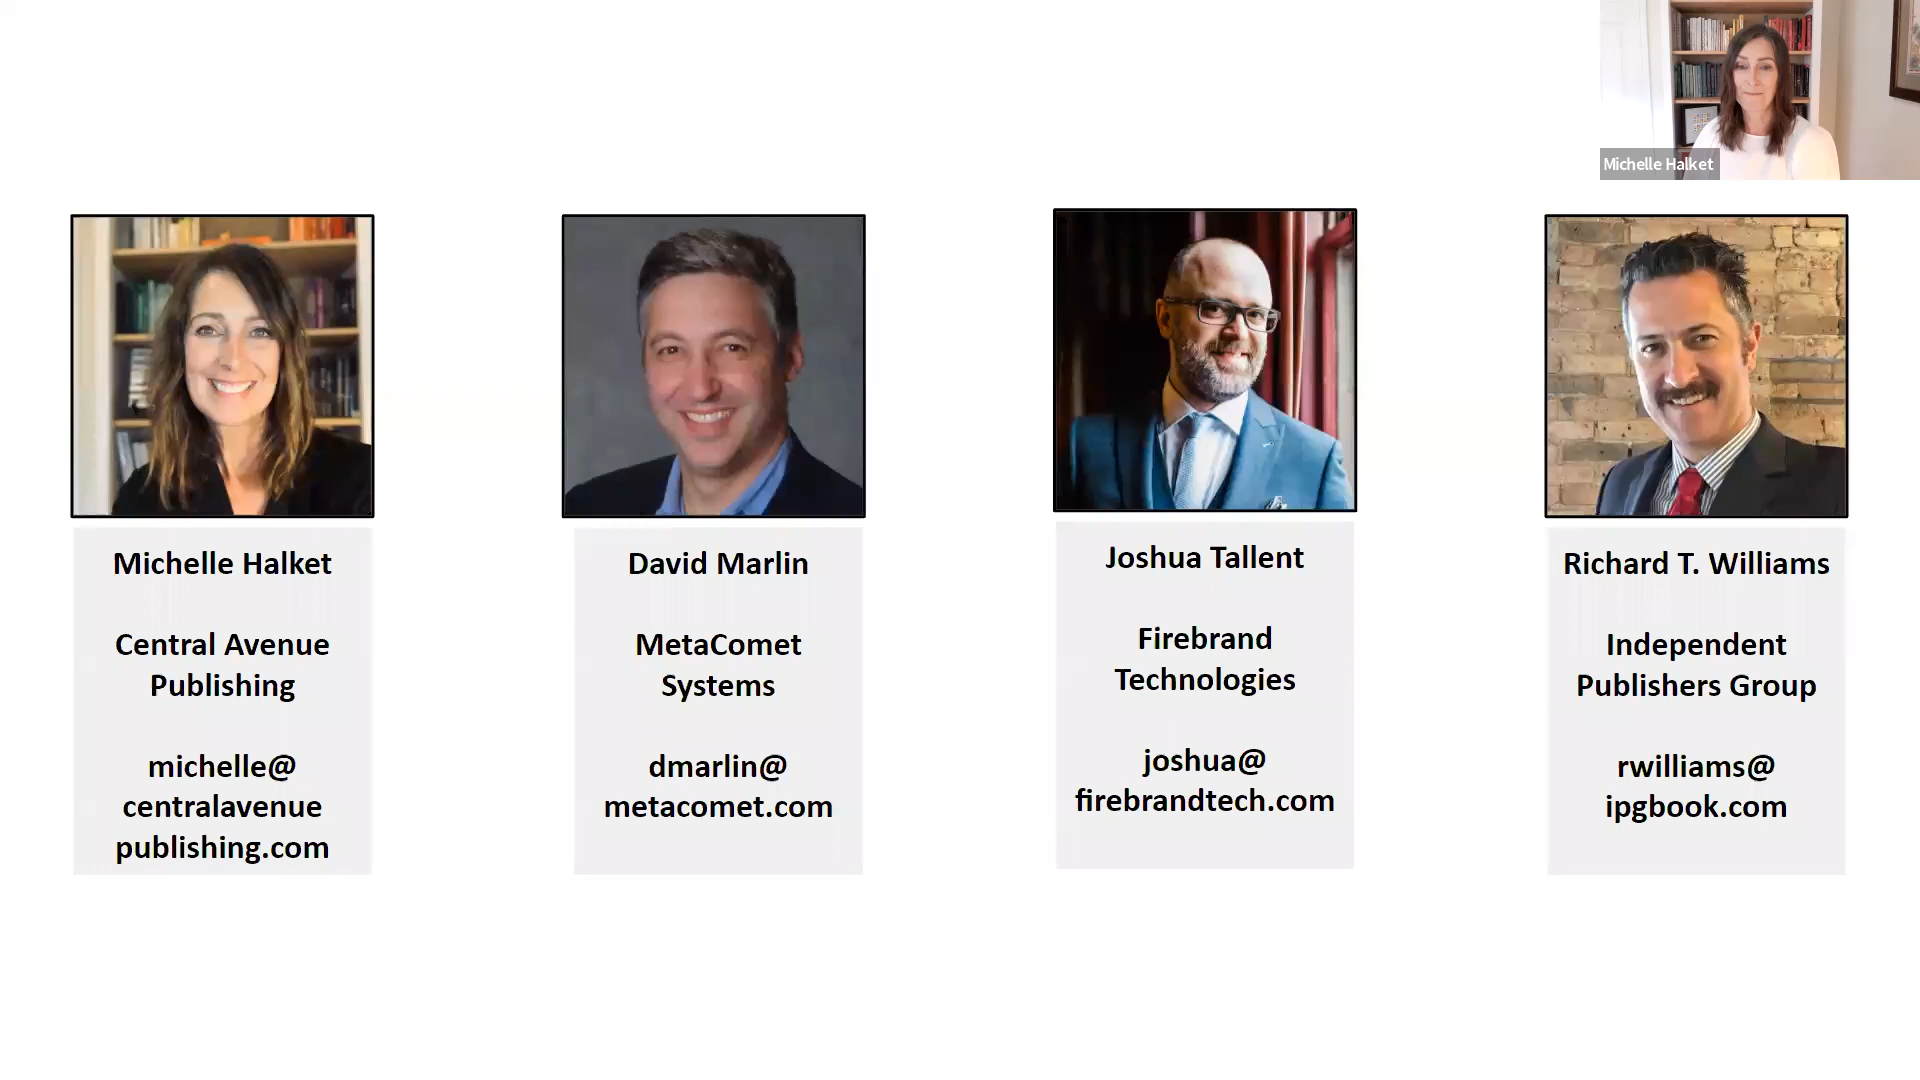 Michelle Halket
Michelle Halket
Central Avenue
Publishing
michelle@
centralavenue
publishing.com
David Marlin
MetaComet
Systems
dmarlin@
metacomet.com
Joshua Tallent
Firebrand
Technologies
joshua@
firebrandtech.com
Richard T. Williams
Independent
Publishers Group
rwilliams@
ipgbook.com